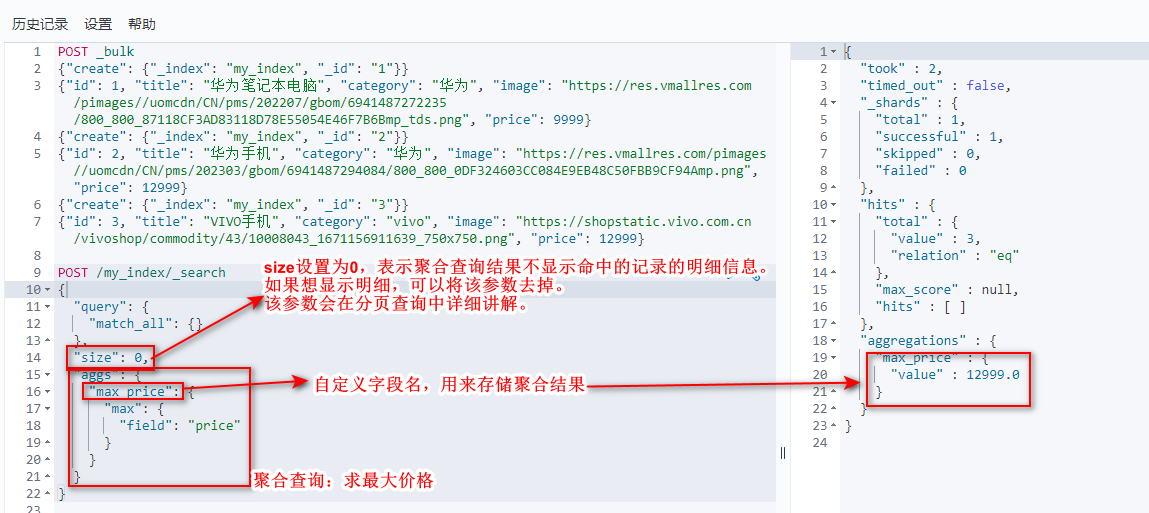 历史记录 设置 帮助
1 POST _bulk
2 {"create": {"_index": "my_index", "_id": "1"}}
3 {"id": 1, "title": "华为笔记本电脑", "category": "华为", "image": "https://res.vmallres.com
/pimages//uomcdn/CN/pms/202207/gbom/6941487272235
/800_800_87118CF3AD83118D78E55054E46F7B6Bmp_tds.png", "price": 9999}
4 {"create": {"_index": "my_index", "_id": "2"}}
5 {"id": 2, "title": "华为手机", "category": "华为", "image": "https://res.vmallres.com/pimages
//uomcdn/CN/pms/202303/gbom/6941487294084/800_800_0DF324603CC084E9EB48C50FBB9CF94Amp.png",
"price": 12999}
6 {"create": {"_index": "my_index", "_id": "3"}}
7 {"id": 3, "title": "VIVO手机", "category": "vivo", "image": "https://shopstatic.vivo.com.cn
/vivoshop/commodity/43/10008043_1671156911639_750x750.png", "price": 12999}
8
9 POST /my_index/_search
10 {
11 "query": {
12 "match_all": {}
13 },
14 "size": 0,
15 "aggs": {
16 "max_price": {
17 "max": {
18 "field": "price"
19 }
20 }
21 }
22 }
23
size设置为0，表示聚合查询结果不显示命中的记录的明细信息。
如果想显示明细，可以将该参数去掉。
该参数会在分页查询中详细讲解。
自定义字段名，用来存储聚合结果
聚合查询：求最大价格
1 {
2 "took" : 2,
3 "timed_out" : false,
4 "_shards" : {
5 "total" : 1,
6 "successful" : 1,
7 "skipped" : 0,
8 "failed" : 0
9 },
10 "hits" : {
11 "total" : {
12 "value" : 3,
13 "relation" : "eq"
14 },
15 "max_score" : null,
16 "hits" : [ ]
17 },
18 "aggregations" : {
19 "max_price" : {
20 "value" : 12999.0
21 }
22 }
23 }
24